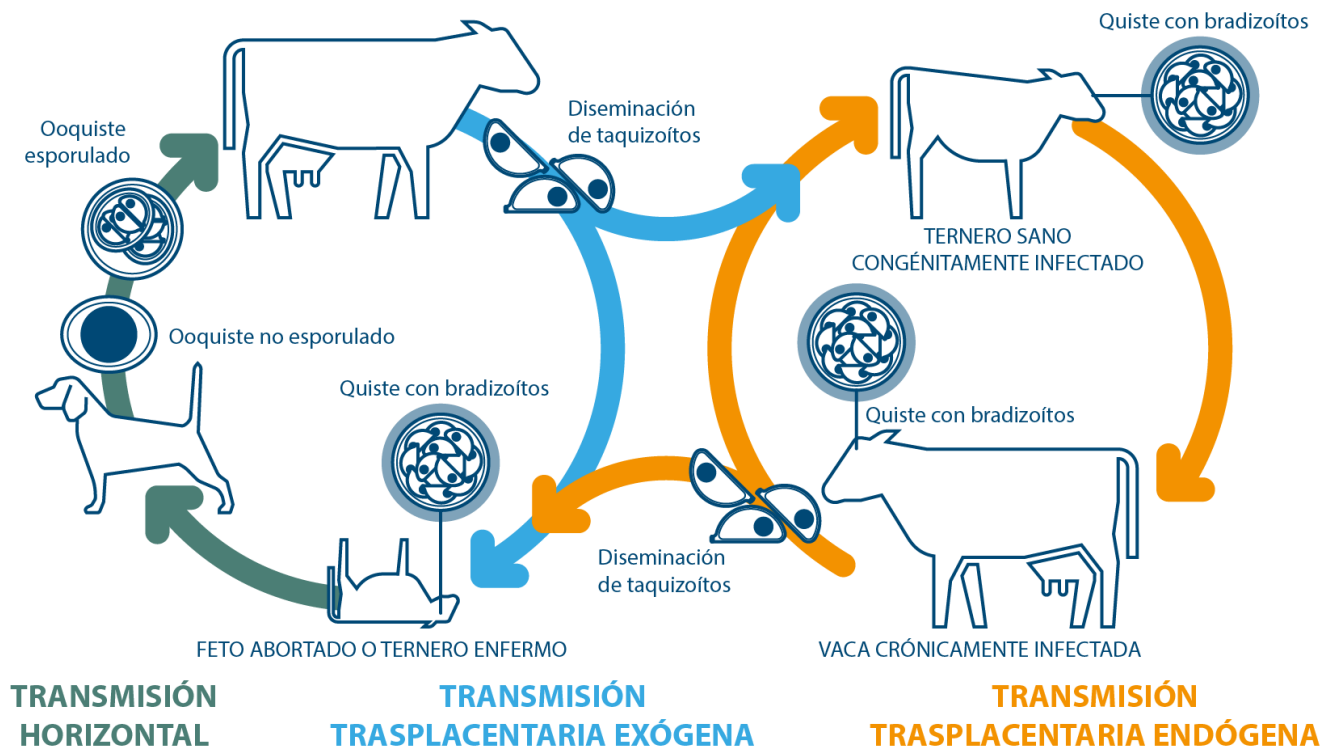 Quiste con bradizoítos
Ooquiste
esporulado
Diseminación
de taquizoítos
TERNERO SANO
CONGÉNITAMENTE INFECTADO
Ooquiste no esporulado
Quiste con bradizoítos
Quiste con bradizoítos
Diseminación
de taquizoítos
FETO ABORTADO O TERNERO ENFERMO
VACA CRÓNICAMENTE INFECTADA
TRANSMISIÓN
HORIZONTAL
TRANSMISIÓN
TRASPLACENTARIA EXÓGENA
TRANSMISIÓN
TRASPLACENTARIA ENDÓGENA